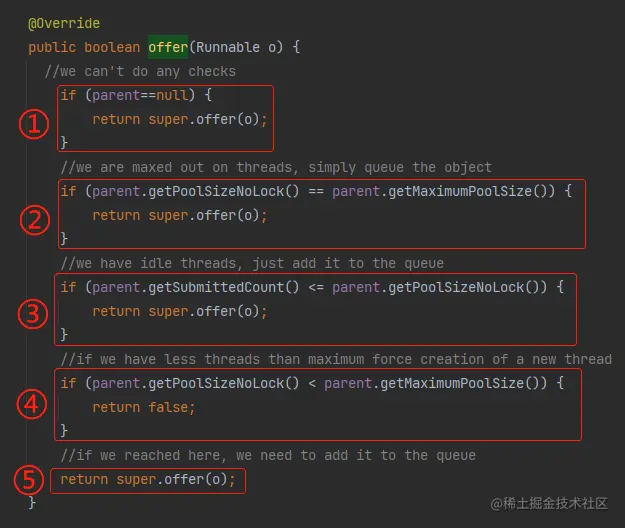 @Override
public boolean offer(Runnable o) {
//we can't do any checks
① if (parent==null) {
return super.offer(o);
}
//we are maxed out on threads, simply queue the object
② if (parent.getPoolSizeNoLock() == parent.getMaximumPoolSize()) {
return super.offer(o);
}
//we have idle threads, just add it to the queue
③ if (parent.getSubmittedCount() <= parent.getPoolSizeNoLock()) {
return super.offer(o);
}
//if we have less threads than maximum force creation of a new thread
④ if (parent.getPoolSizeNoLock() < parent.getMaximumPoolSize()) {
return false;
}
//if we reached here, we need to add it to the queue
⑤ return super.offer(o);
}
@稀土掘金技术社区